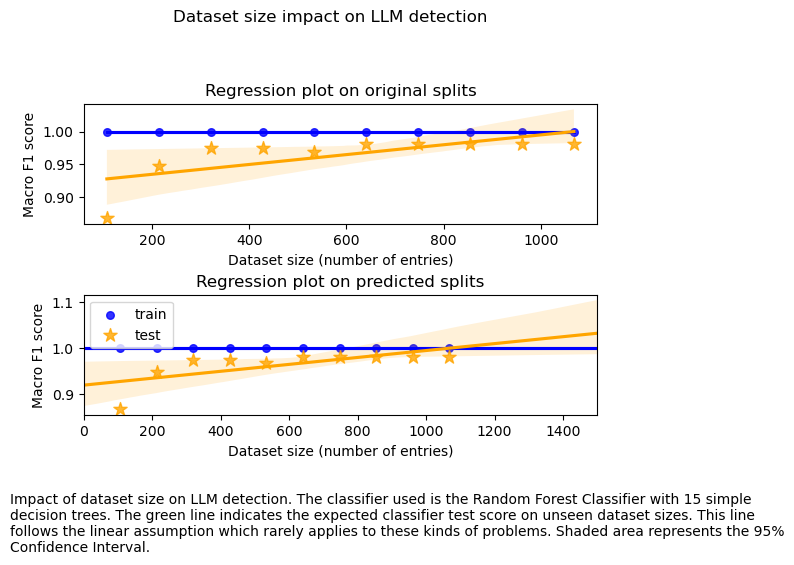 Dataset size impact on LLM detection
Regression plot on original splits
1.00
0.95
0.90
Macro F1 score
200
400
600
800
1000
Dataset size (number of entries)
Regression plot on predicted splits
1.1
1.0
0.9
Macro F1 score
train
test
0
200
400
600
800
1000
1200
1400
Dataset size (number of entries)
Impact of dataset size on LLM detection. The classifier used is the Random Forest Classifier with 15 simple
decision trees. The green line indicates the expected classifier test score on unseen dataset sizes. This line
follows the linear assumption which rarely applies to these kinds of problems. Shaded area represents the 95%
Confidence Interval.